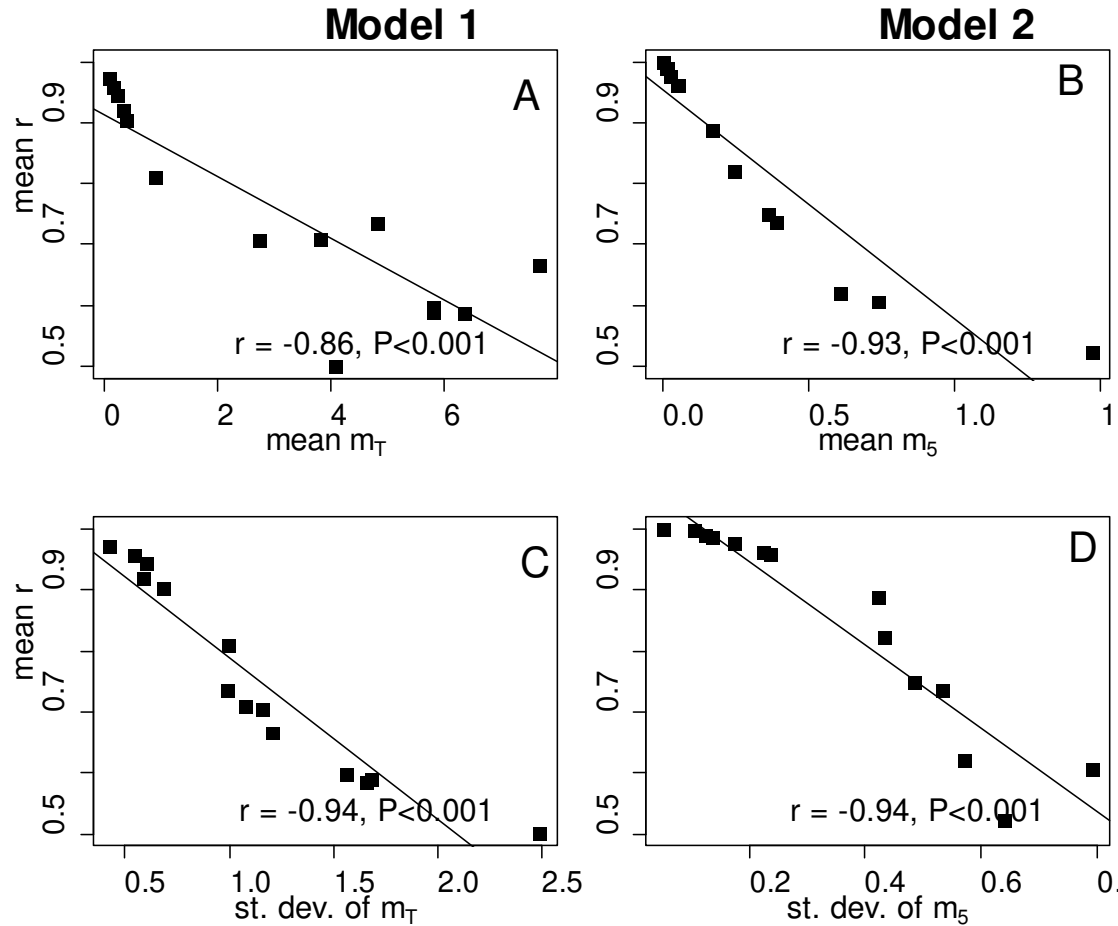 Model 1
Model 2
A
mean r
0.5 0.7 0.9
r = -0.86, P<0.001
0 2 4 6
mean m_T
B
0.5 0.7 0.9
r = -0.93, P<0.001
0.0 0.5 1.0 1
mean m_5
C
mean r
0.5 0.7 0.9
r = -0.94, P<0.001
0.5 1.0 1.5 2.0 2.5
st. dev. of m_T
D
0.5 0.7 0.9
r = -0.94, P<0.001
0.2 0.4 0.6 0.
st. dev. of m_5